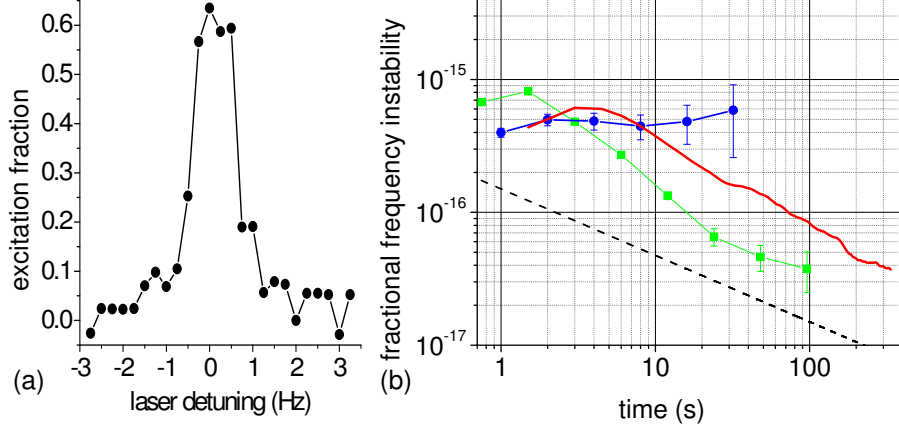 excitation fraction
0.6
0.5
0.4
0.3
0.2
0.1
0.0
-3 -2 -1 0 1 2 3
laser detuning (Hz)
(a)
fractional frequency instability
10⁻¹⁵
10⁻¹⁶
10⁻¹⁷
1 10 100
time (s)
(b)